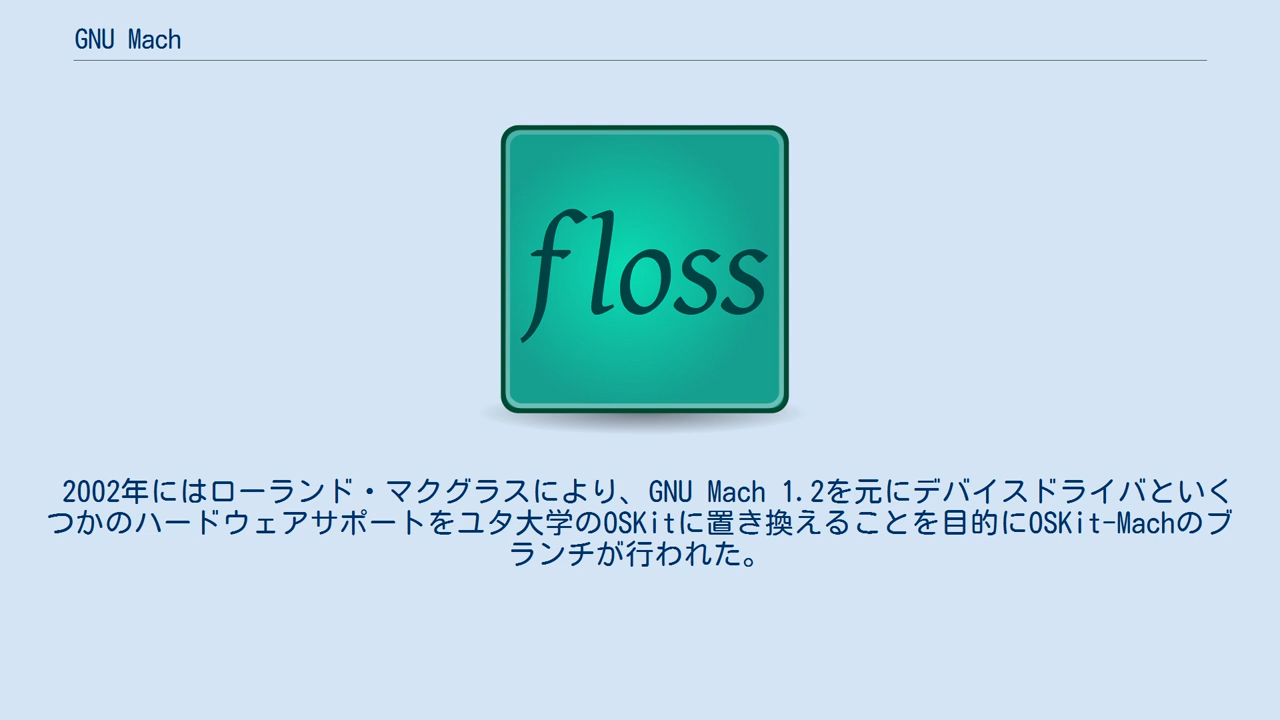 GNU Mach
floss
2002年にはローランド・マクグラスにより、GNU Mach 1.2を元にデバイスドライバといく
つかのハードウェアサポートをユタ大学のOSKitに置き換えることを目的にOSKit-Machのブ
ランチが行われた。